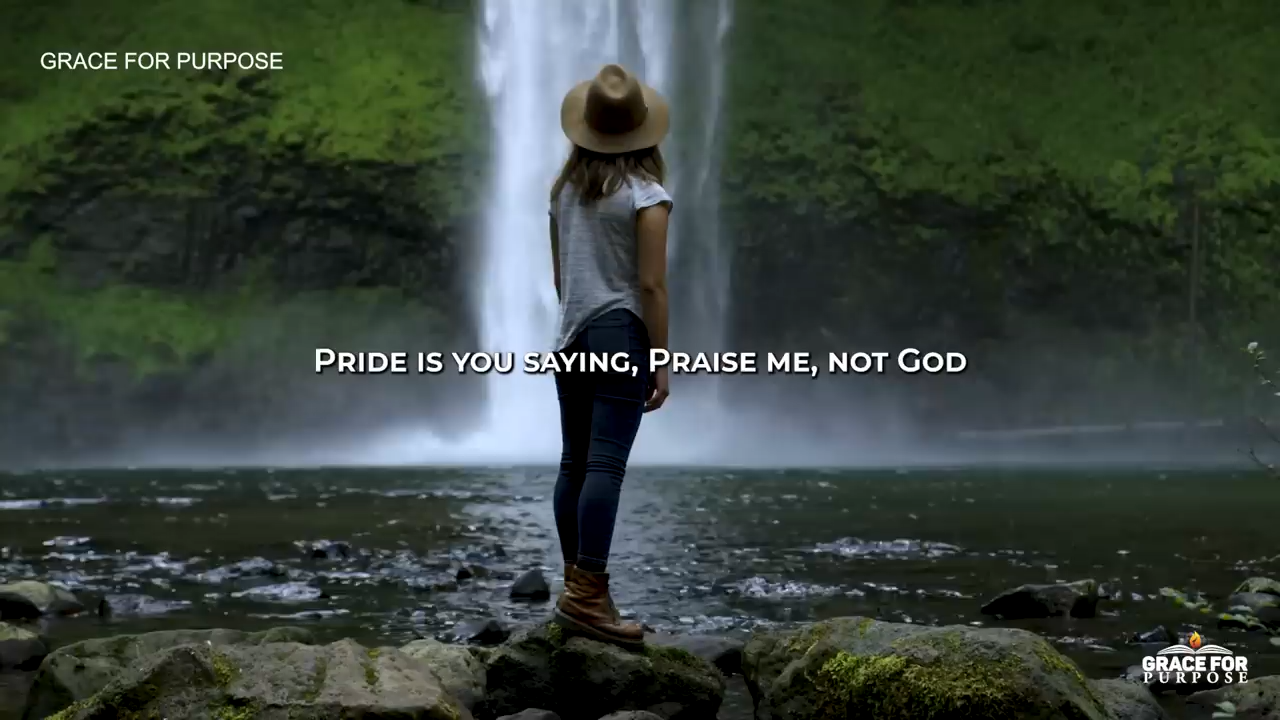 GRACE FOR PURPOSE
Pride is you saying, Praise me, not God
GRACE FOR
PURPOSE